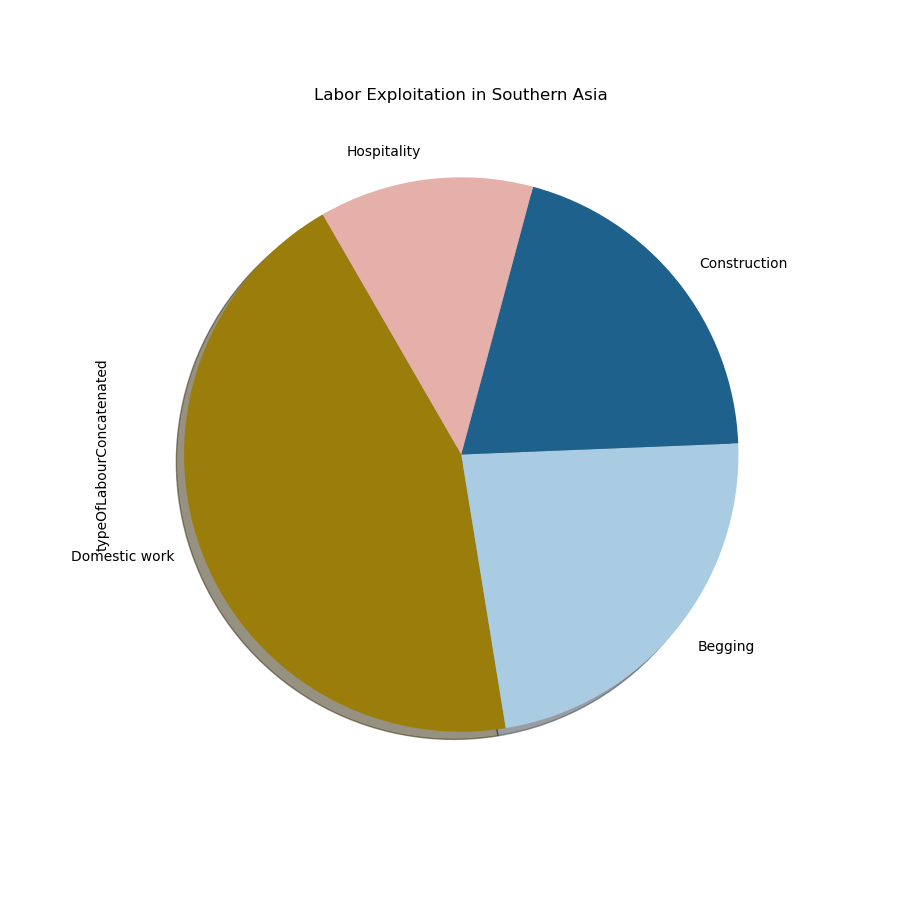 Labor Exploitation in Southern Asia
Hospitality
Construction
typeOfLabourConcatenated
Domestic work
Begging